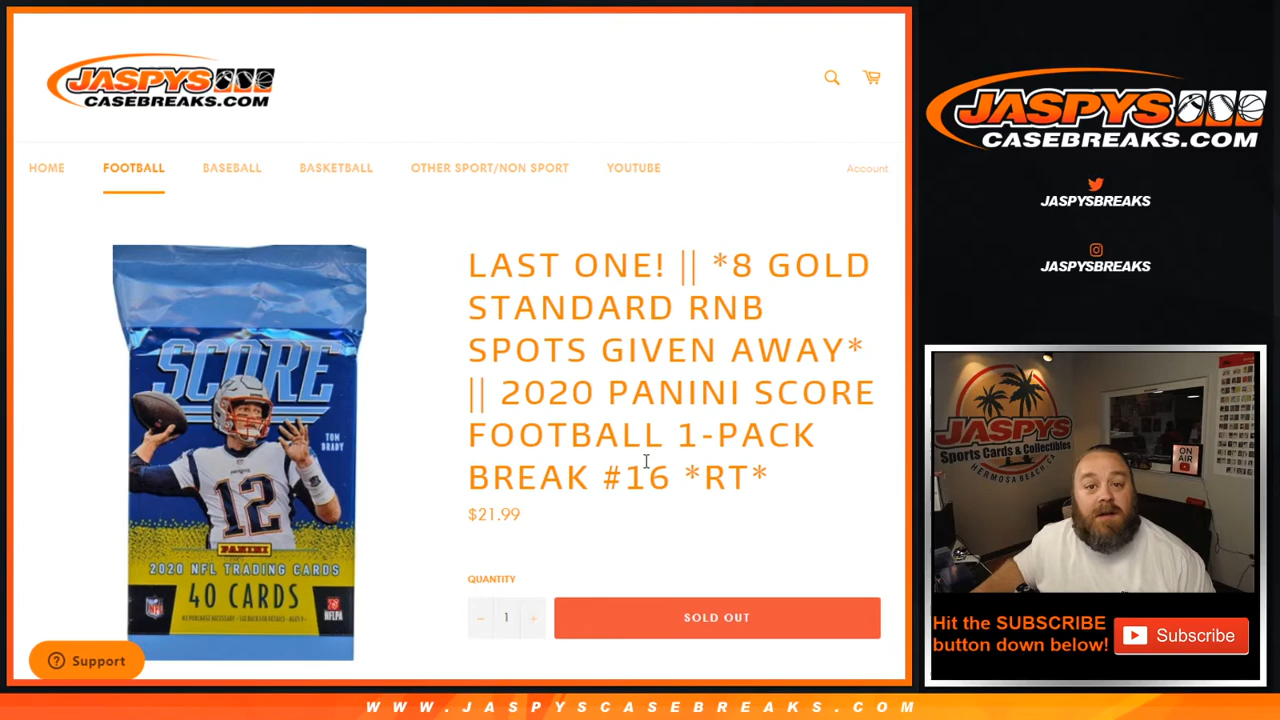 JASPYS
CASEBREAKS.COM
HOME FOOTBALL BASEBALL BASKETBALL OTHER SPORT/NON SPORT YOUTUBE Account
SCORE
TOM
BRADY
12
PANINI
2020 NFL TRADING CARDS
40 CARDS
NFL
NFLPA
LAST ONE! || *8 GOLD
STANDARD RNB
SPOTS GIVEN AWAY*
|| 2020 PANINI SCORE
FOOTBALL 1-PACK
BREAK #16 *RT*
$21.99
QUANTITY
− 1 + SOLD OUT
Support
JASPYS
CASEBREAKS.COM
JASPYSBREAKS
JASPYSBREAKS
JASPYS
Sports Cards & Collectibles
HERMOSA BEACH, CA
ON
AIR
Hit the SUBSCRIBE
button down below!
Subscribe
WWW.JASPYSCASEBREAKS.COM